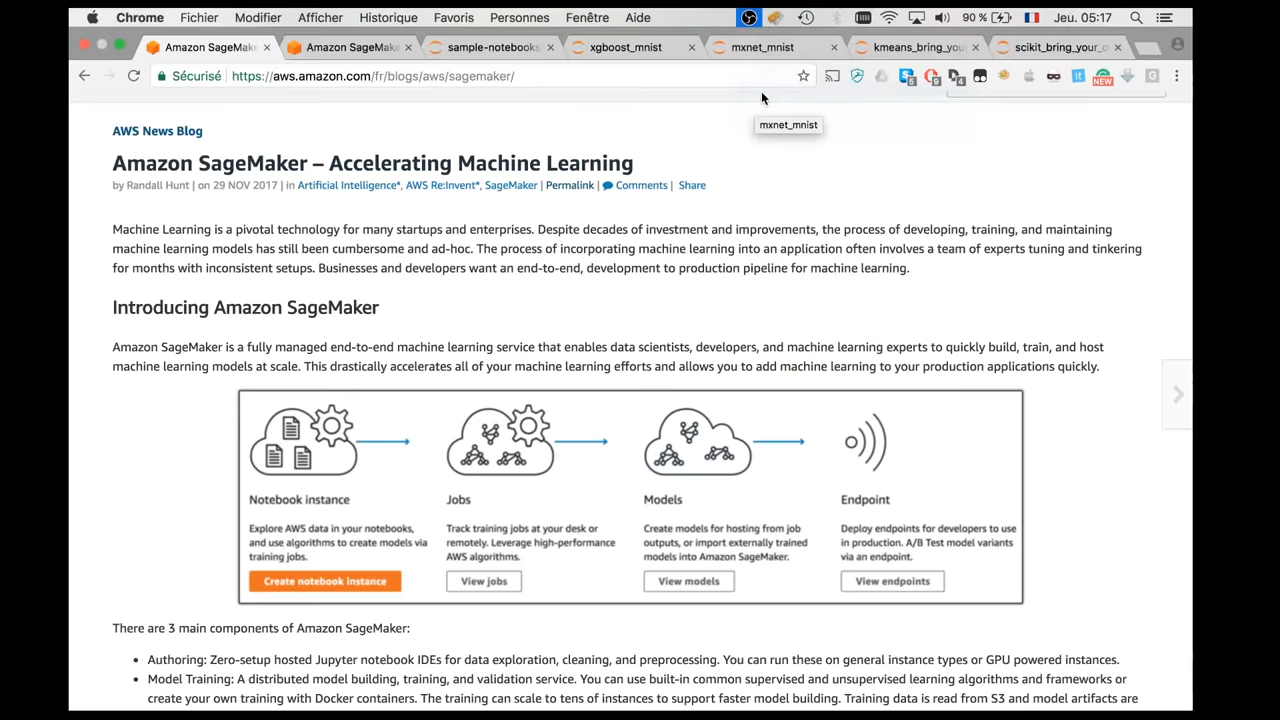 Chrome Fichier Modifier Afficher Historique Favoris Personnes Fenêtre Aide 90 % Jeu. 05:17
Amazon SageMake × Amazon SageMake × sample-notebooks × xgboost_mnist × mxnet_mnist × kmeans_bring_you × scikit_bring_your_o ×
Sécurisé https://aws.amazon.com/fr/blogs/aws/sagemaker/ 5 9 4 it NEW G
mxnet_mnist
AWS News Blog
Amazon SageMaker – Accelerating Machine Learning
by Randall Hunt | on 29 NOV 2017 | in Artificial Intelligence*, AWS Re:Invent*, SageMaker | Permalink | Comments | Share
Machine Learning is a pivotal technology for many startups and enterprises. Despite decades of investment and improvements, the process of developing, training, and maintaining
machine learning models has still been cumbersome and ad-hoc. The process of incorporating machine learning into an application often involves a team of experts tuning and tinkering
for months with inconsistent setups. Businesses and developers want an end-to-end, development to production pipeline for machine learning.
Introducing Amazon SageMaker
Amazon SageMaker is a fully managed end-to-end machine learning service that enables data scientists, developers, and machine learning experts to quickly build, train, and host
machine learning models at scale. This drastically accelerates all of your machine learning efforts and allows you to add machine learning to your production applications quickly.
Notebook instance
Explore AWS data in your notebooks,
and use algorithms to create models via
training jobs.
Create notebook instance
Jobs
Track training jobs at your desk or
remotely. Leverage high-performance
AWS algorithms.
View jobs
Models
Create models for hosting from job
outputs, or import externally trained
models into Amazon SageMaker.
View models
Endpoint
Deploy endpoints for developers to use
in production. A/B Test model variants
via an endpoint.
View endpoints
There are 3 main components of Amazon SageMaker:
• Authoring: Zero-setup hosted Jupyter notebook IDEs for data exploration, cleaning, and preprocessing. You can run these on general instance types or GPU powered instances.
• Model Training: A distributed model building, training, and validation service. You can use built-in common supervised and unsupervised learning algorithms and frameworks or
create your own training with Docker containers. The training can scale to tens of instances to support faster model building. Training data is read from S3 and model artifacts are